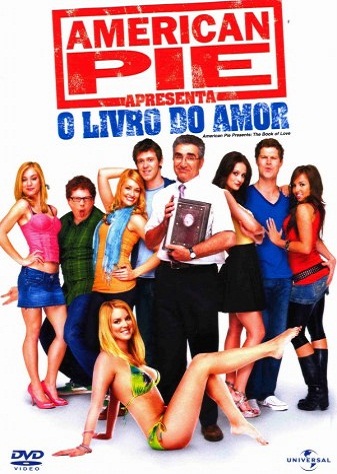 AMERICAN
PIE
APRESENTA
O LIVRO DO AMOR
American Pie Presents: The Book of Love
DVD
VIDEO
UNIVERSAL